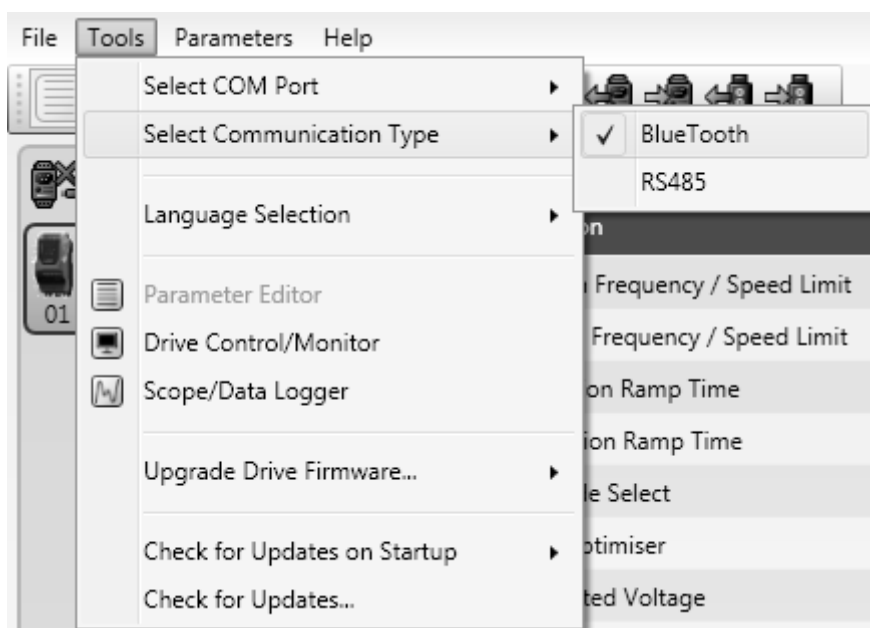 File Tools Parameters Help
Select COM Port
Select Communication Type
BlueTooth
RS485
Language Selection
Parameter Editor
Drive Control/Monitor
Scope/Data Logger
Upgrade Drive Firmware...
Check for Updates on Startup
Check for Updates...
01
on
Frequency / Speed Limit
Frequency / Speed Limit
on Ramp Time
ion Ramp Time
le Select
ptimiser
ted Voltage